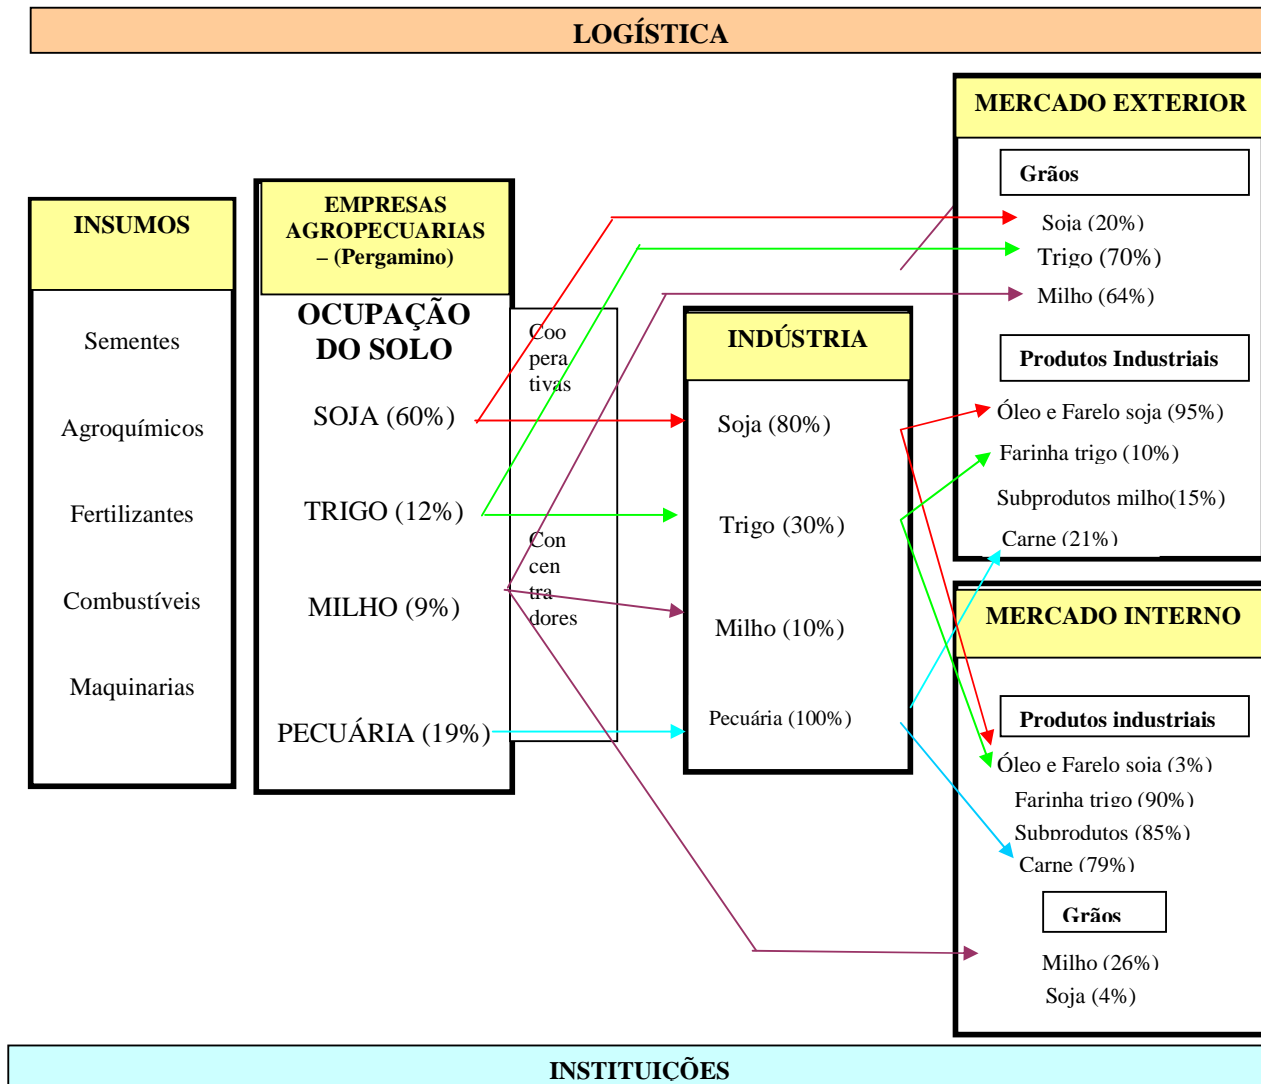 LOGÍSTICA
INSUMOS
Sementes
Agroquímicos
Fertilizantes
Combustíveis
Maquinarias
EMPRESAS
AGROPECUARIAS
– (Pergamino)
OCUPAÇÃO
DO SOLO
SOJA (60%)
TRIGO (12%)
MILHO (9%)
PECUÁRIA (19%)
Coo
pera
tivas
Con
cen
tra
dores
INDÚSTRIA
Soja (80%)
Trigo (30%)
Milho (10%)
Pecuária (100%)
MERCADO EXTERIOR
Grãos
Soja (20%)
Trigo (70%)
Milho (64%)
Produtos Industriais
Óleo e Farelo soja (95%)
Farinha trigo (10%)
Subprodutos milho(15%)
Carne (21%)
MERCADO INTERNO
Produtos industriais
Óleo e Farelo soja (3%)
Farinha trigo (90%)
Subprodutos (85%)
Carne (79%)
Grãos
Milho (26%)
Soja (4%)
INSTITUIÇÕES